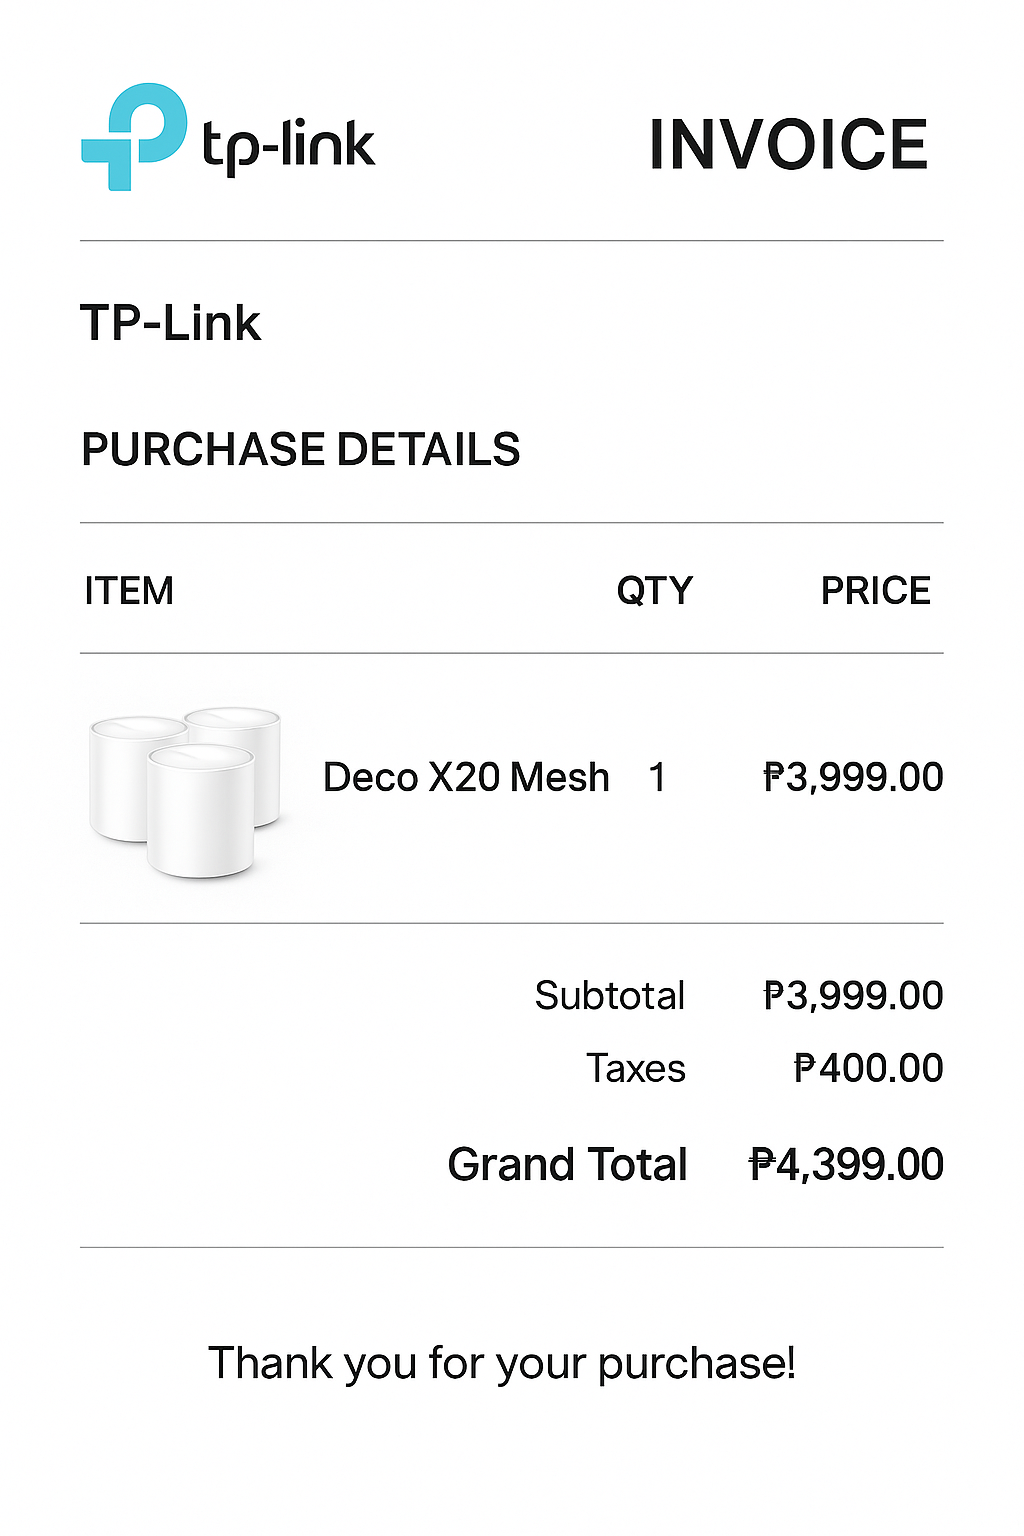 tp-link
INVOICE
TP-Link
PURCHASE DETAILS
ITEM QTY PRICE
Deco X20 Mesh 1 ₱3,999.00
Subtotal ₱3,999.00
Taxes ₱400.00
Grand Total ₱4,399.00
Thank you for your purchase!